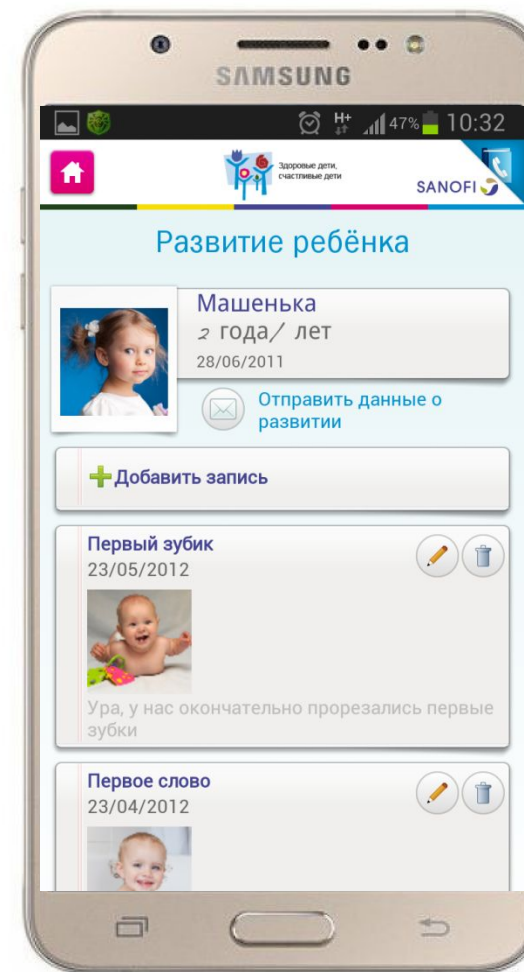 SAMSUNG
H+ 47% 10:32
Здоровые дети,
счастливые дети
SANOFI
Развитие ребёнка
Машенька
2 года/ лет
28/06/2011
Отправить данные о
развитии
Добавить запись
Первый зубик
23/05/2012
Ура, у нас окончательно прорезались первые
зубки
Первое слово
23/04/2012